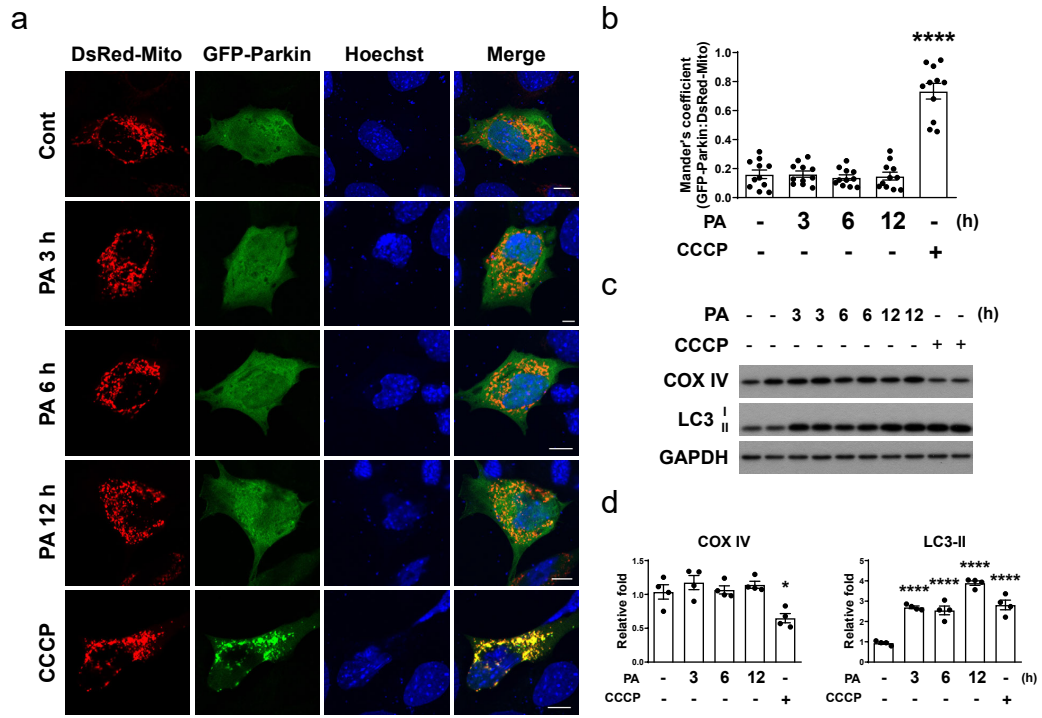 a
DsRed-Mito GFP-Parkin Hoechst Merge
Cont
PA 3 h
PA 6 h
PA 12 h
CCCP
b
Mander's coefficient
(GFP-Parkin:DsRed-Mito)
1.0
0.8
0.6
0.4
0.2
0.0
****
PA - 3 6 12 - (h)
CCCP - - - - +
c
PA - - 3 3 6 6 12 12 - - (h)
CCCP - - - - - - - - + +
COX IV
LC3 I
II
GAPDH
d
COX IV
Relative fold
1.5
1.0
0.5
0.0
*
PA - 3 6 12 -
CCCP - - - - +
LC3-II
Relative fold
5
4
3
2
1
0
**** **** **** ****
PA - 3 6 12 - (h)
CCCP - - - - +